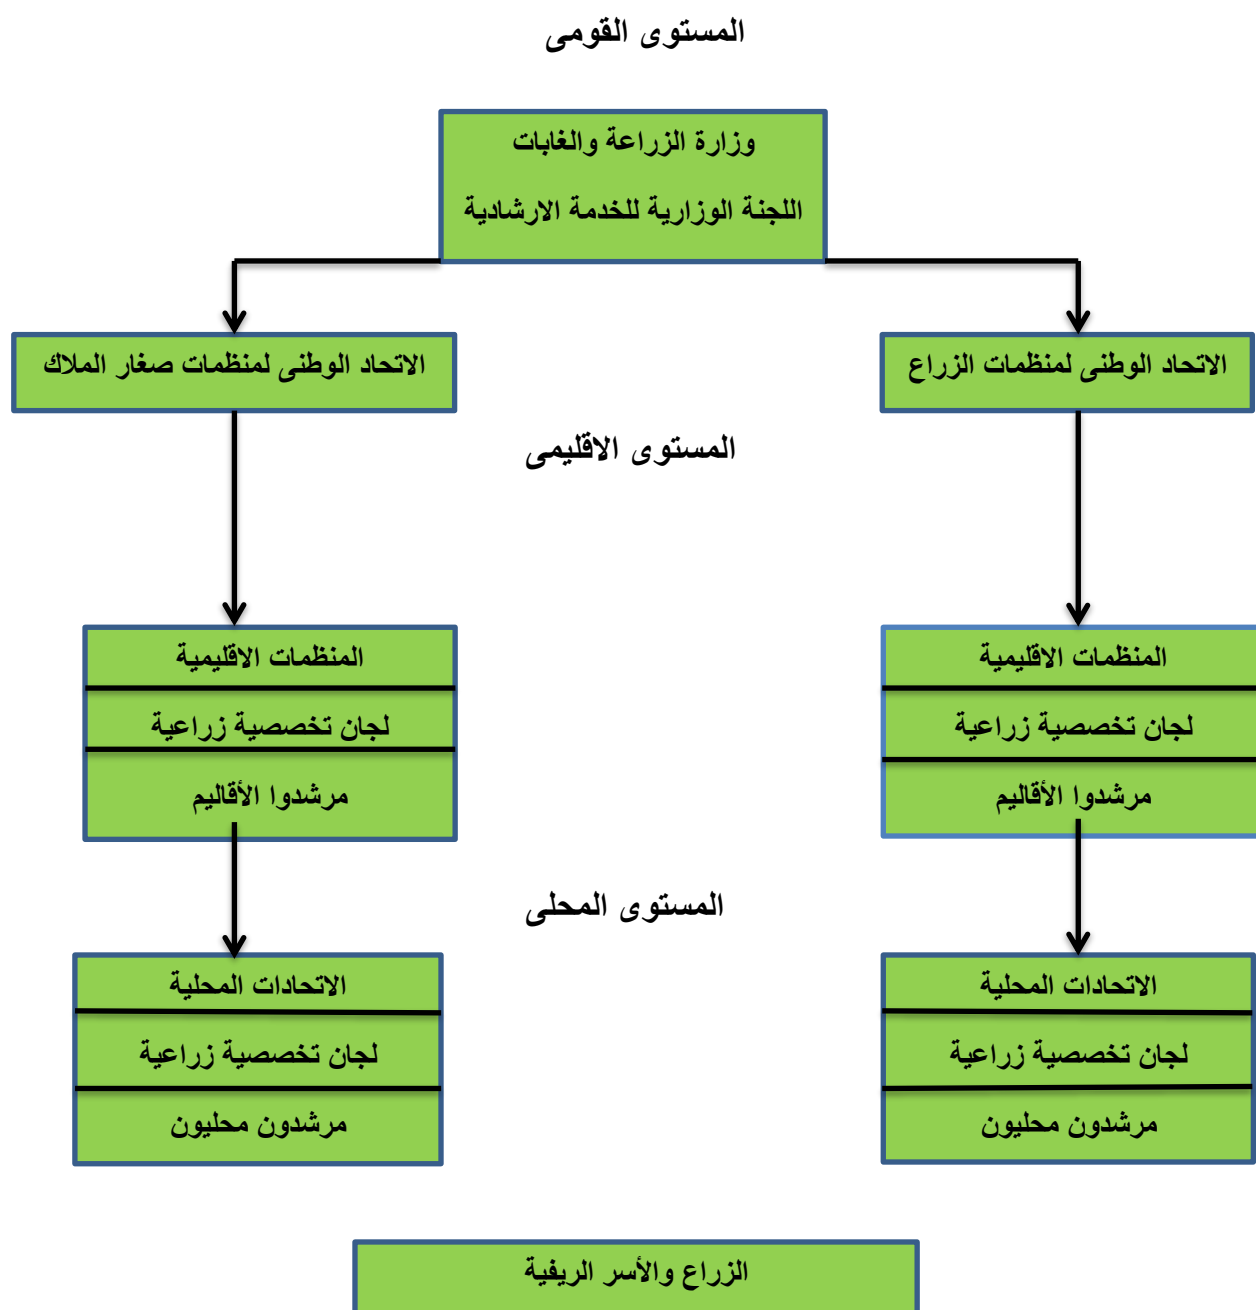 المستوى القومى
وزارة الزراعة والغابات
اللجنة الوزارية للخدمة الارشادية
الاتحاد الوطنى لمنظمات الزراع
الاتحاد الوطنى لمنظمات صغار الملاك
المستوى الاقليمى
المنظمات الاقليمية
لجان تخصصية زراعية
مرشدوا الأقاليم
المنظمات الاقليمية
لجان تخصصية زراعية
مرشدوا الأقاليم
المستوى المحلى
الاتحادات المحلية
لجان تخصصية زراعية
مرشدون محليون
الاتحادات المحلية
لجان تخصصية زراعية
مرشدون محليون
الزراع والأسر الريفية